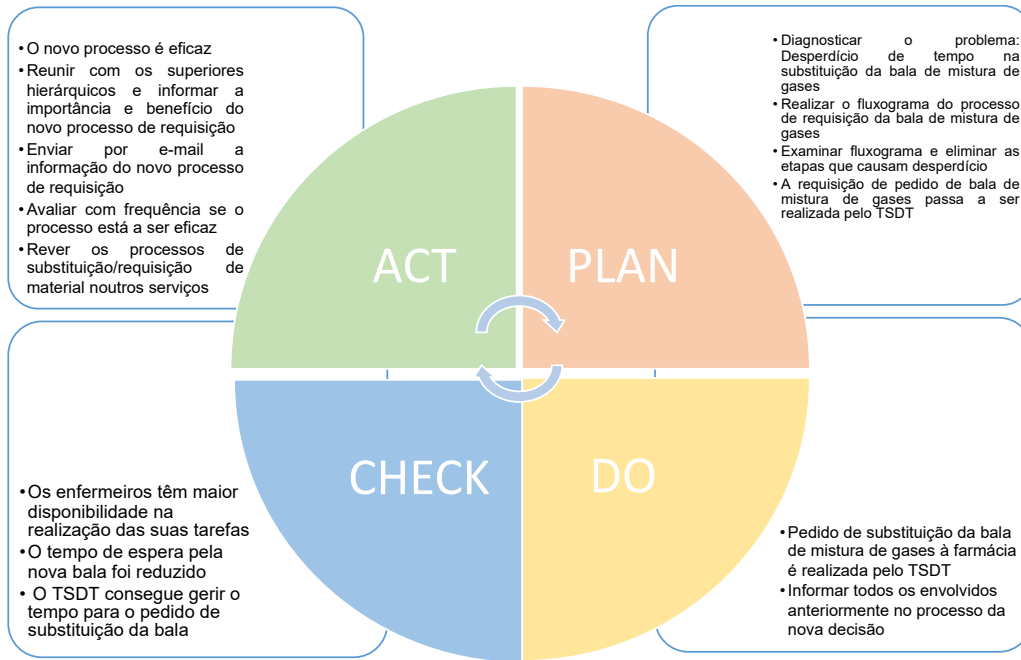 • O novo processo é eficaz
• Reunir com os superiores
hierárquicos e informar a
importância e benefício do
novo processo de requisição
• Enviar por e-mail a
informação do novo processo
de requisição
• Avaliar com frequência se o
processo está a ser eficaz
• Rever os processos de
substituição/requisição de
material noutros serviços
• Diagnosticar o problema:
Desperdício de tempo na
substituição da bala de mistura de
gases
• Realizar o fluxograma do processo
de requisição da bala de mistura de
gases
• Examinar fluxograma e eliminar as
etapas que causam desperdício
• A requisição de pedido de bala de
mistura de gases passa a ser
realizada pelo TSDT
ACT
PLAN
CHECK
DO
• Os enfermeiros têm maior
disponibilidade na
realização das suas tarefas
• O tempo de espera pela
nova bala foi reduzido
• O TSDT consegue gerir o
tempo para o pedido de
substituição da bala
• Pedido de substituição da bala
de mistura de gases à farmácia
é realizada pelo TSDT
• Informar todos os envolvidos
anteriormente no processo da
nova decisão